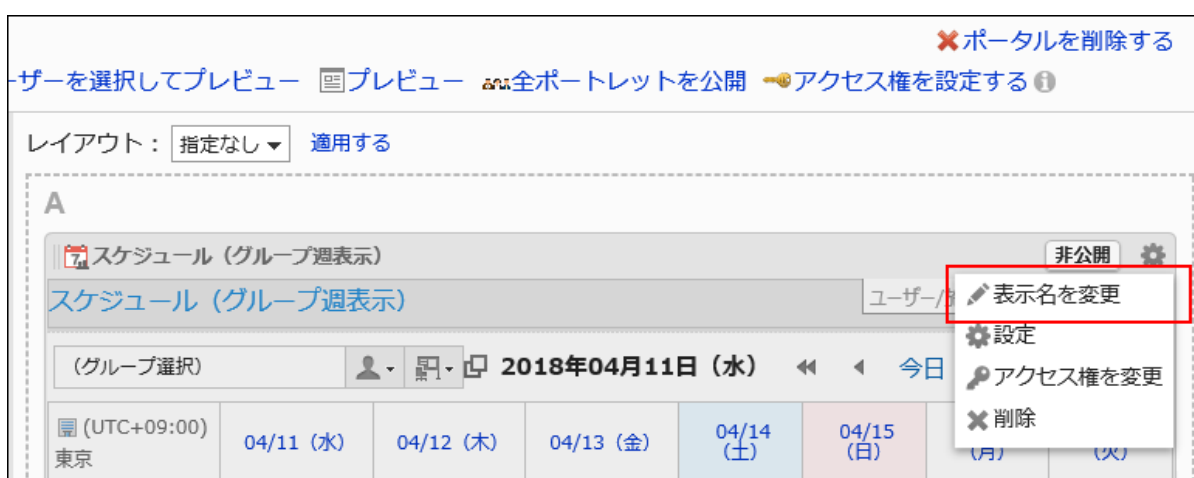 ポータルを削除する
ーザーを選択してプレビュー プレビュー 全ポートレットを公開 アクセス権を設定する
レイアウト： 指定なし 適用する
A
スケジュール（グループ週表示） 非公開
スケジュール（グループ週表示） ユーザー/
表示名を変更
設定
アクセス権を変更
削除
（グループ選択） 2018年04月11日（水） 今日
(UTC+09:00)
東京
04/11（水） 04/12（木） 04/13（金） 04/14
（土） 04/15
（日） （月） （火）